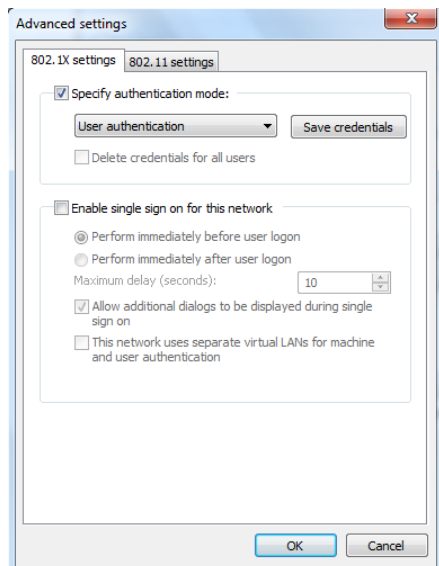 Advanced settings
802.1X settings
802.11 settings
Specify authentication mode:
User authentication
Save credentials
Delete credentials for all users
Enable single sign on for this network
Perform immediately before user logon
Perform immediately after user logon
Maximum delay (seconds):
10
Allow additional dialogs to be displayed during single
sign on
This network uses separate virtual LANs for machine
and user authentication
OK
Cancel